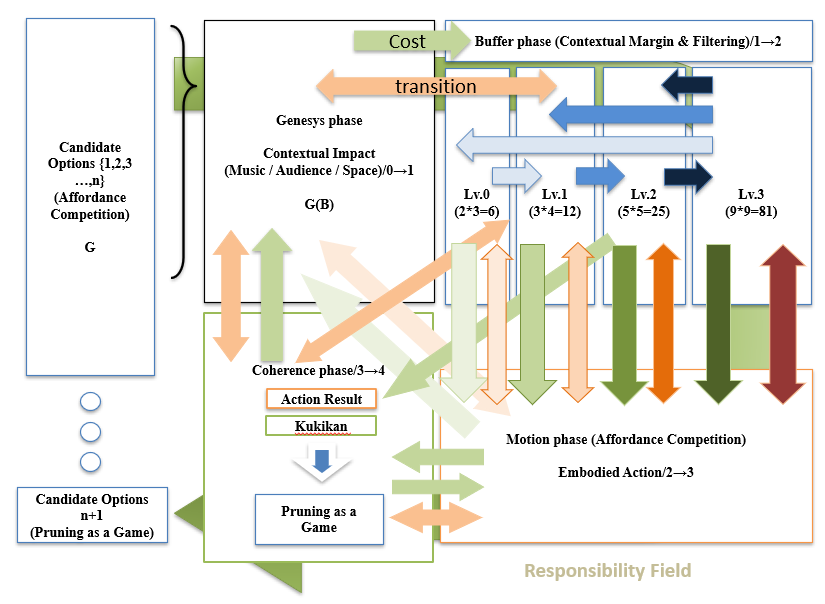 Candidate
Options {1,2,3
…,n}
(Affordance
Competition)
G
Cost
Buffer phase (Contextual Margin & Filtering)/1→2
transition
Genesys phase
Contextual Impact
(Music / Audience / Space)/0→1
G(B)
Lv.0
(2*3=6)
Lv.1
(3*4=12)
Lv.2
(5*5=25)
Lv.3
(9*9=81)
Coherence phase/3→4
Action Result
Kukikan
Pruning as a
Game
Motion phase (Affordance Competition)
Embodied Action/2→3
Candidate Options
n+1
(Pruning as a Game)
Responsibility Field